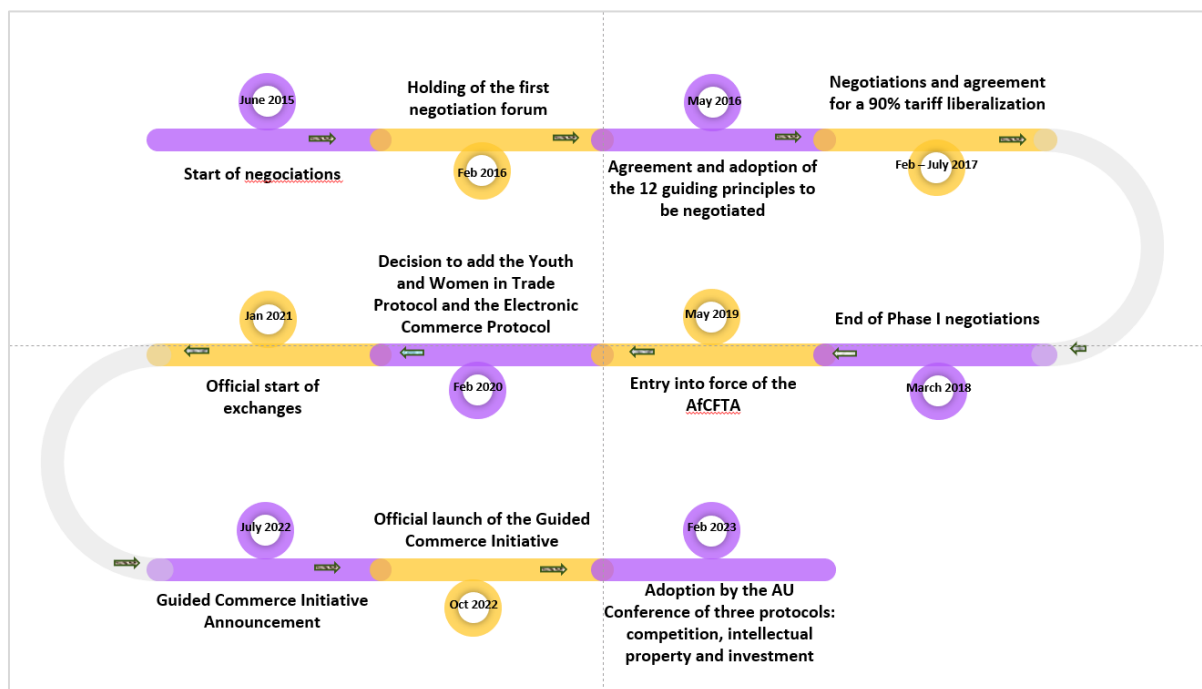 June 2015
Start of negociations
Holding of the first
negotiation forum
Feb 2016
May 2016
Agreement and adoption of
the 12 guiding principles to
be negotiated
Negotiations and agreement
for a 90% tariff liberalization
Feb – July 2017
End of Phase I negotiations
March 2018
May 2019
Entry into force of the
AfCFTA
Decision to add the Youth
and Women in Trade
Protocol and the Electronic
Commerce Protocol
Feb 2020
Jan 2021
Official start of
exchanges
July 2022
Guided Commerce Initiative
Announcement
Official launch of the Guided
Commerce Initiative
Oct 2022
Feb 2023
Adoption by the AU
Conference of three protocols:
competition, intellectual
property and investment